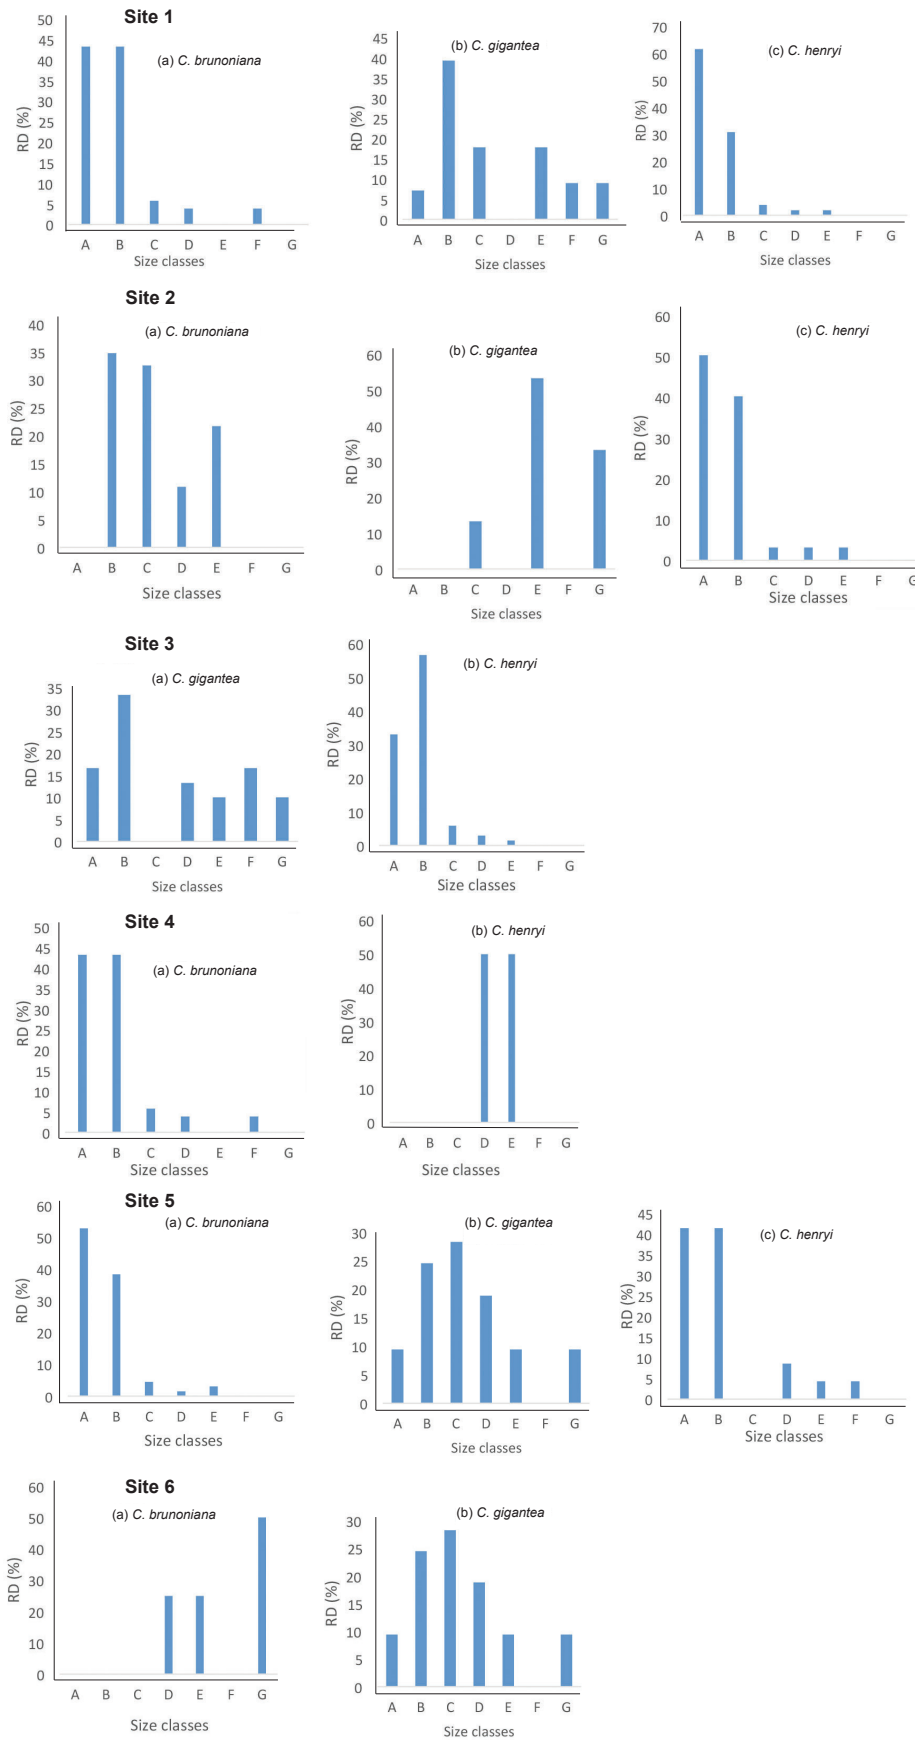 Site 1
(a) C. brunoniana
RD (%)
50
45
40
35
30
25
20
15
10
5
0
A B C D E F G
Size classes
(b) C. gigantea
RD (%)
45
40
35
30
25
20
15
10
5
0
A B C D E F G
Size classes
(c) C. henryi
RD (%)
70
60
50
40
30
20
10
0
A B C D E F G
Size classes
Site 2
(a) C. brunoniana
RD (%)
40
35
30
25
20
15
10
5
0
A B C D E F G
Size classes
(b) C. gigantea
RD (%)
60
50
40
30
20
10
0
A B C D E F G
Size classes
(c) C. henryi
RD (%)
60
50
40
30
20
10
0
A B C D E F G
Size classes
Site 3
(a) C. gigantea
RD (%)
35
30
25
20
15
10
5
0
A B C D E F G
Size classes
(b) C. henryi
RD (%)
60
50
40
30
20
10
0
A B C D E F G
Size classes
Site 4
(a) C. brunoniana
RD (%)
50
45
40
35
30
25
20
15
10
5
0
A B C D E F G
Size classes
(b) C. henryi
RD (%)
60
50
40
30
20
10
0
A B C D E F G
Size classes
Site 5
(a) C. brunoniana
RD (%)
60
50
40
30
20
10
0
A B C D E F G
Size classes
(b) C. gigantea
RD (%)
30
25
20
15
10
5
0
A B C D E F G
Size classes
(c) C. henryi
RD (%)
45
40
35
30
25
20
15
10
5
0
A B C D E F G
Size classes
Site 6
(a) C. brunoniana
RD (%)
60
50
40
30
20
10
0
A B C D E F G
Size classes
(b) C. gigantea
RD (%)
30
25
20
15
10
5
0
A B C D E F G
Size classes